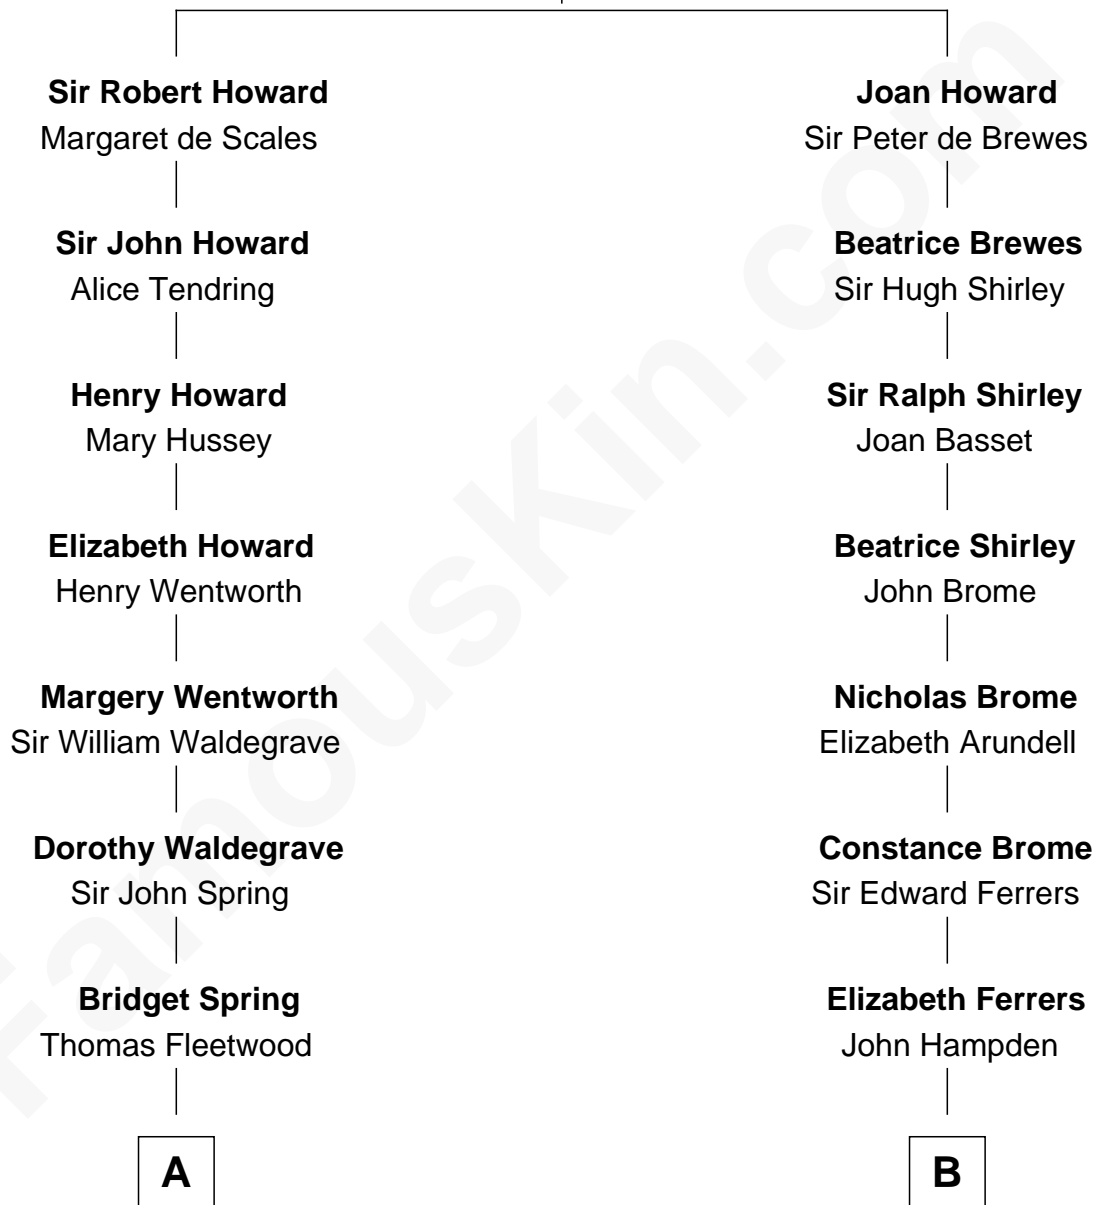 Sir Robert Howard
Margaret de Scales
Sir John Howard
Alice Tendring
Henry Howard
Mary Hussey
Elizabeth Howard
Henry Wentworth
Margery Wentworth
Sir William Waldegrave
Dorothy Waldegrave
Sir John Spring
Bridget Spring
Thomas Fleetwood
A
Joan Howard
Sir Peter de Brewes
Beatrice Brewes
Sir Hugh Shirley
Sir Ralph Shirley
Joan Basset
Beatrice Shirley
John Brome
Nicholas Brome
Elizabeth Arundell
Constance Brome
Sir Edward Ferrers
Elizabeth Ferrers
John Hampden
B
FamousKin.com